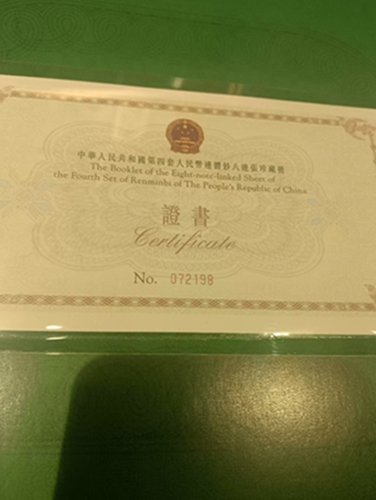 中華人民共和國第四套人民幣連體鈔八連張珍藏冊
The Booklet of the Eight-note-linked Sheet of
the Fourth Set of Renminbi of The People's Republic of China
證書
Certificate
No. 072198